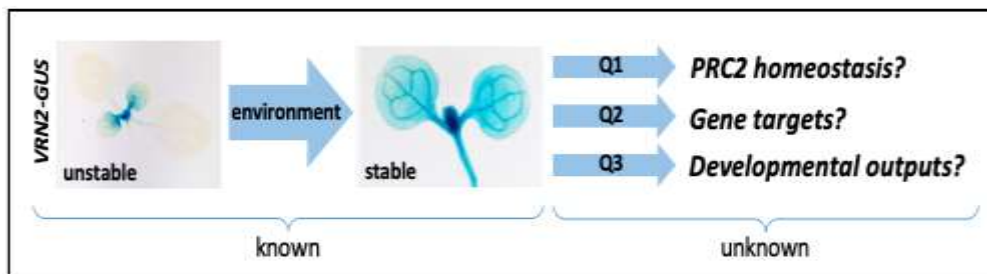 VRN2-GUS
unstable
environment
stable
Q1
PRC2 homeostasis?
Q2
Gene targets?
Q3
Developmental outputs?
known
unknown